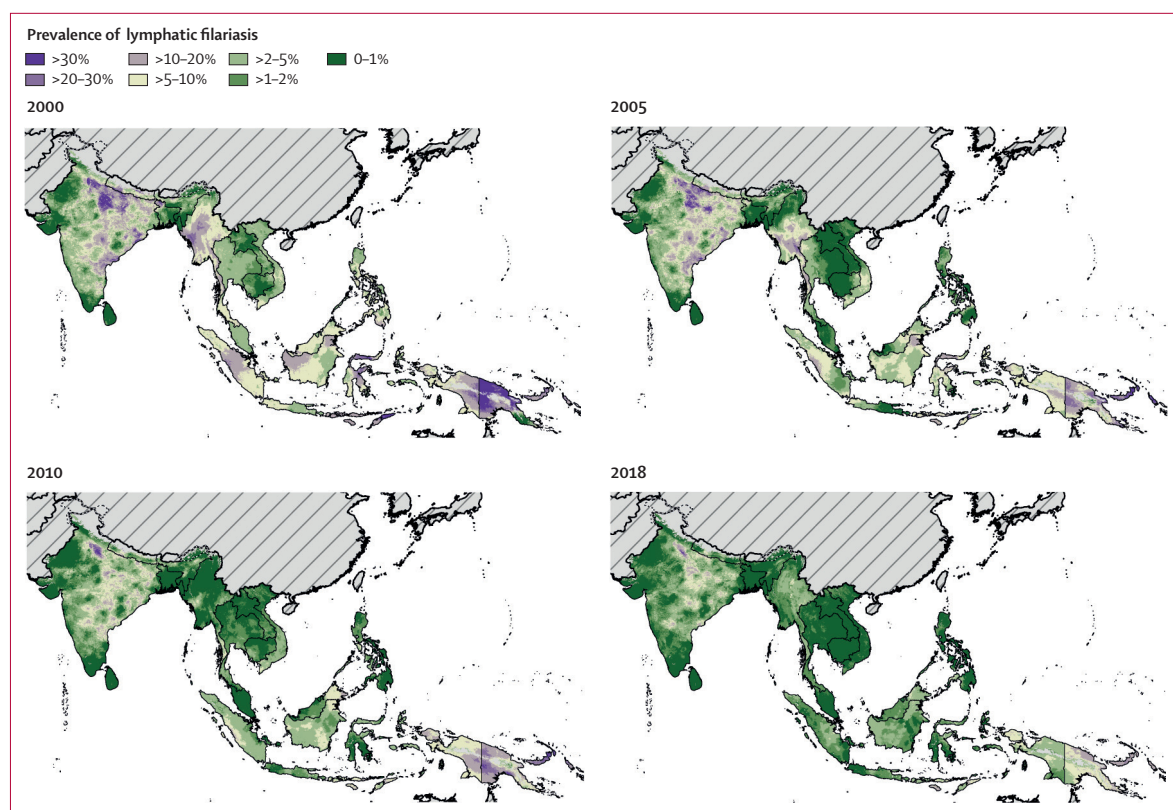 Prevalence of lymphatic filariasis
>30% >10–20% >2–5% 0–1%
>20–30% >5–10% >1–2%
2000
2005
2010
2018